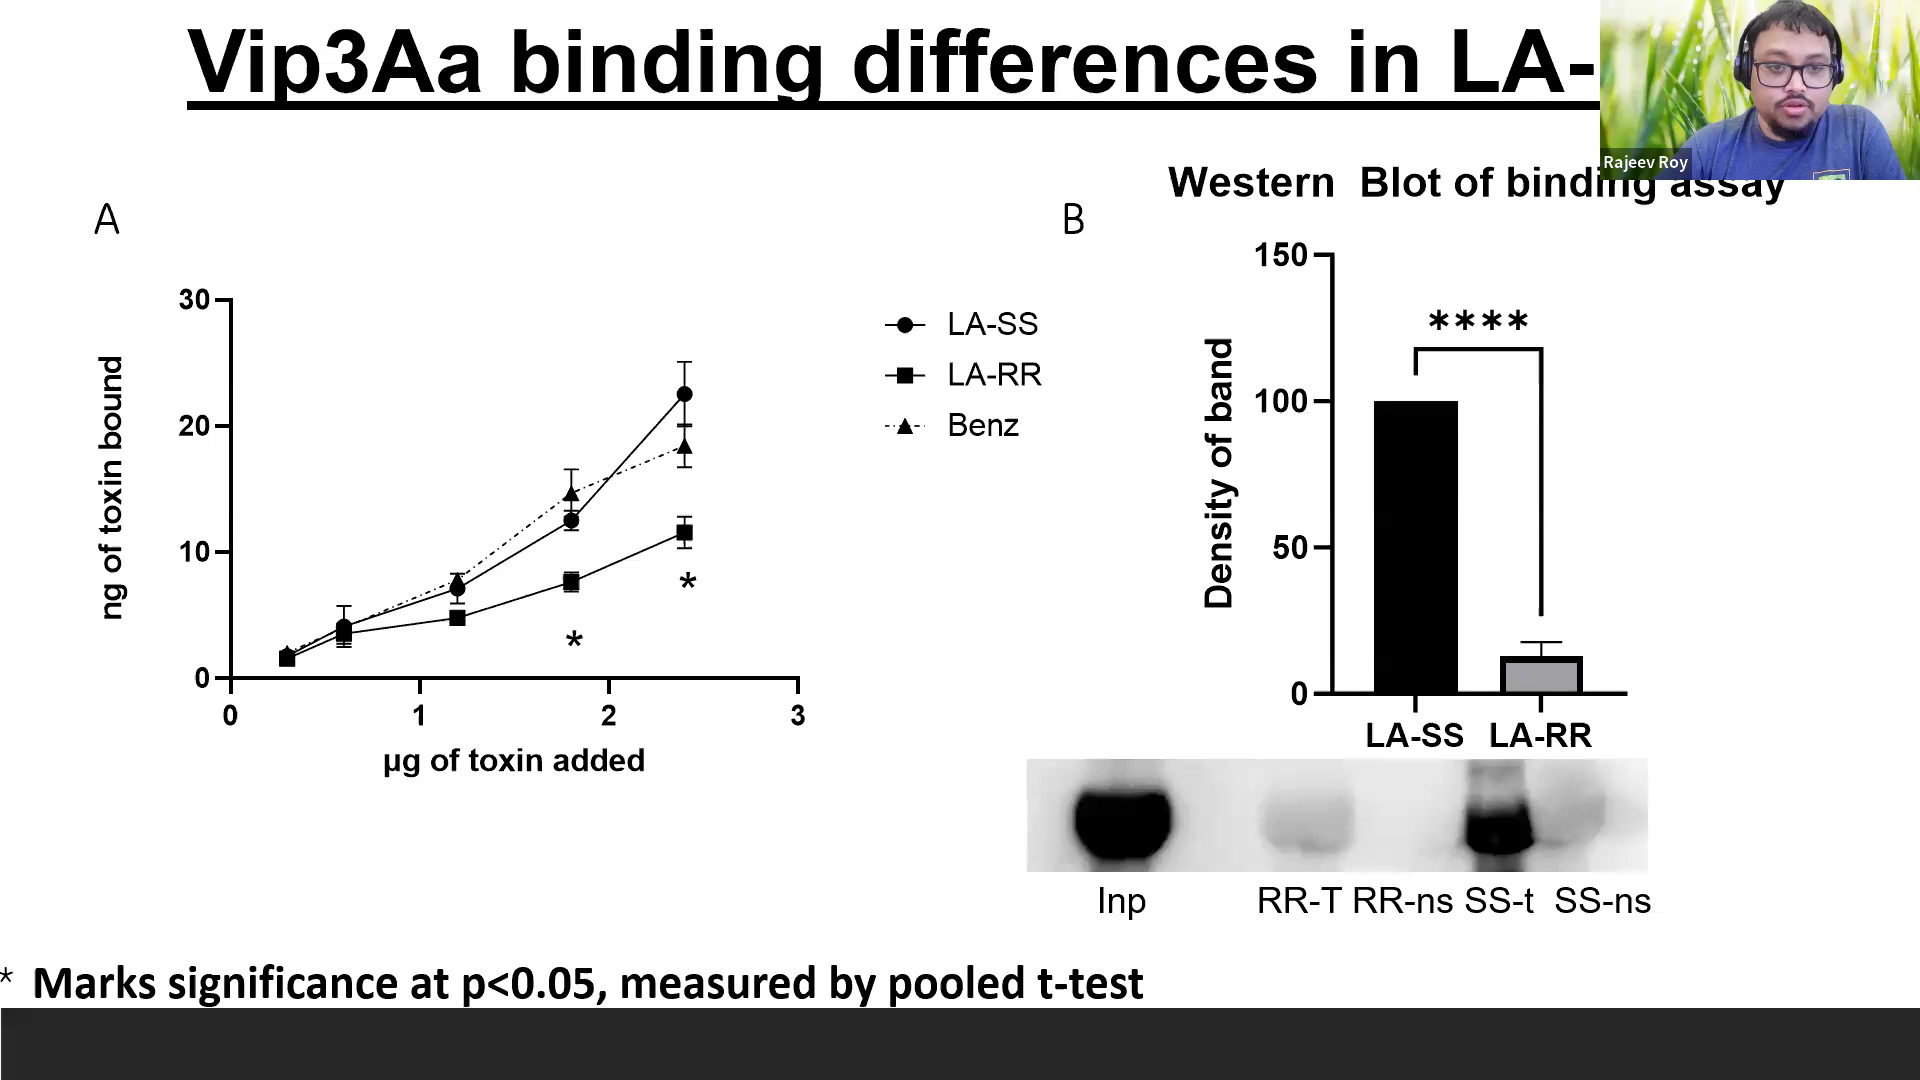 Vip3Aa binding differences in LA-
Rajeev Roy
Western Blot of binding assay
A
B
30
20
10
0
0 1 2 3
ng of toxin bound
µg of toxin added
LA-SS
LA-RR
Benz
*
*
150
100
50
0
Density of band
****
LA-SS LA-RR
Inp RR-T RR-ns SS-t SS-ns
* Marks significance at p<0.05, measured by pooled t-test